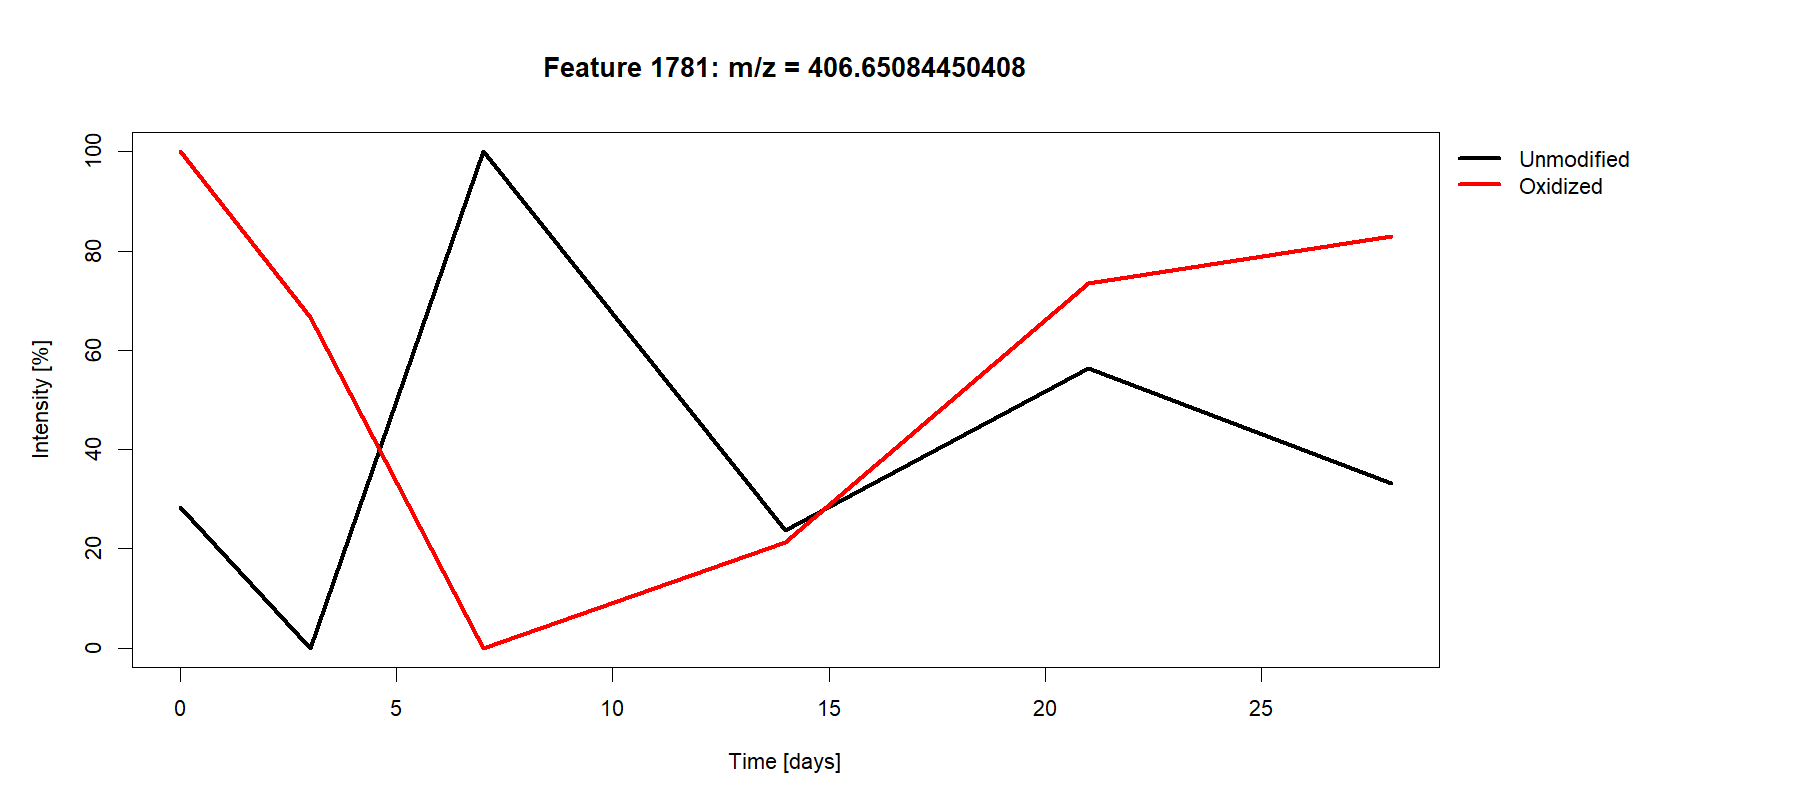 Feature 1781: m/z = 406.65084450408
Unmodified
Oxidized
Intensity [%]
100
80
60
40
20
0
0 5 10 15 20 25
Time [days]